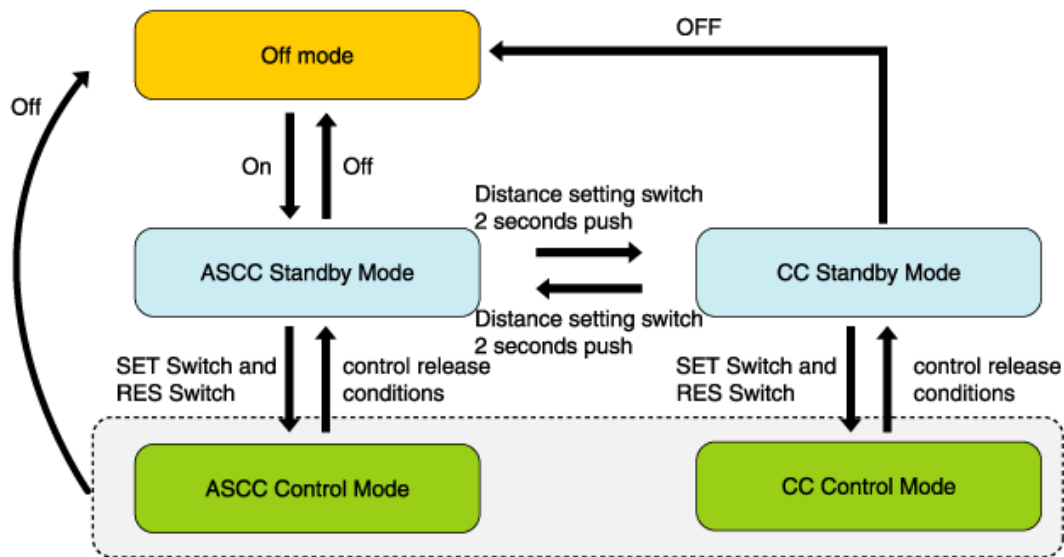 OFF
Off mode
Off
On
Off
Distance setting switch
2 seconds push
ASCC Standby Mode
CC Standby Mode
Distance setting switch
2 seconds push
SET Switch and
RES Switch
control release
conditions
SET Switch and
RES Switch
control release
conditions
ASCC Control Mode
CC Control Mode